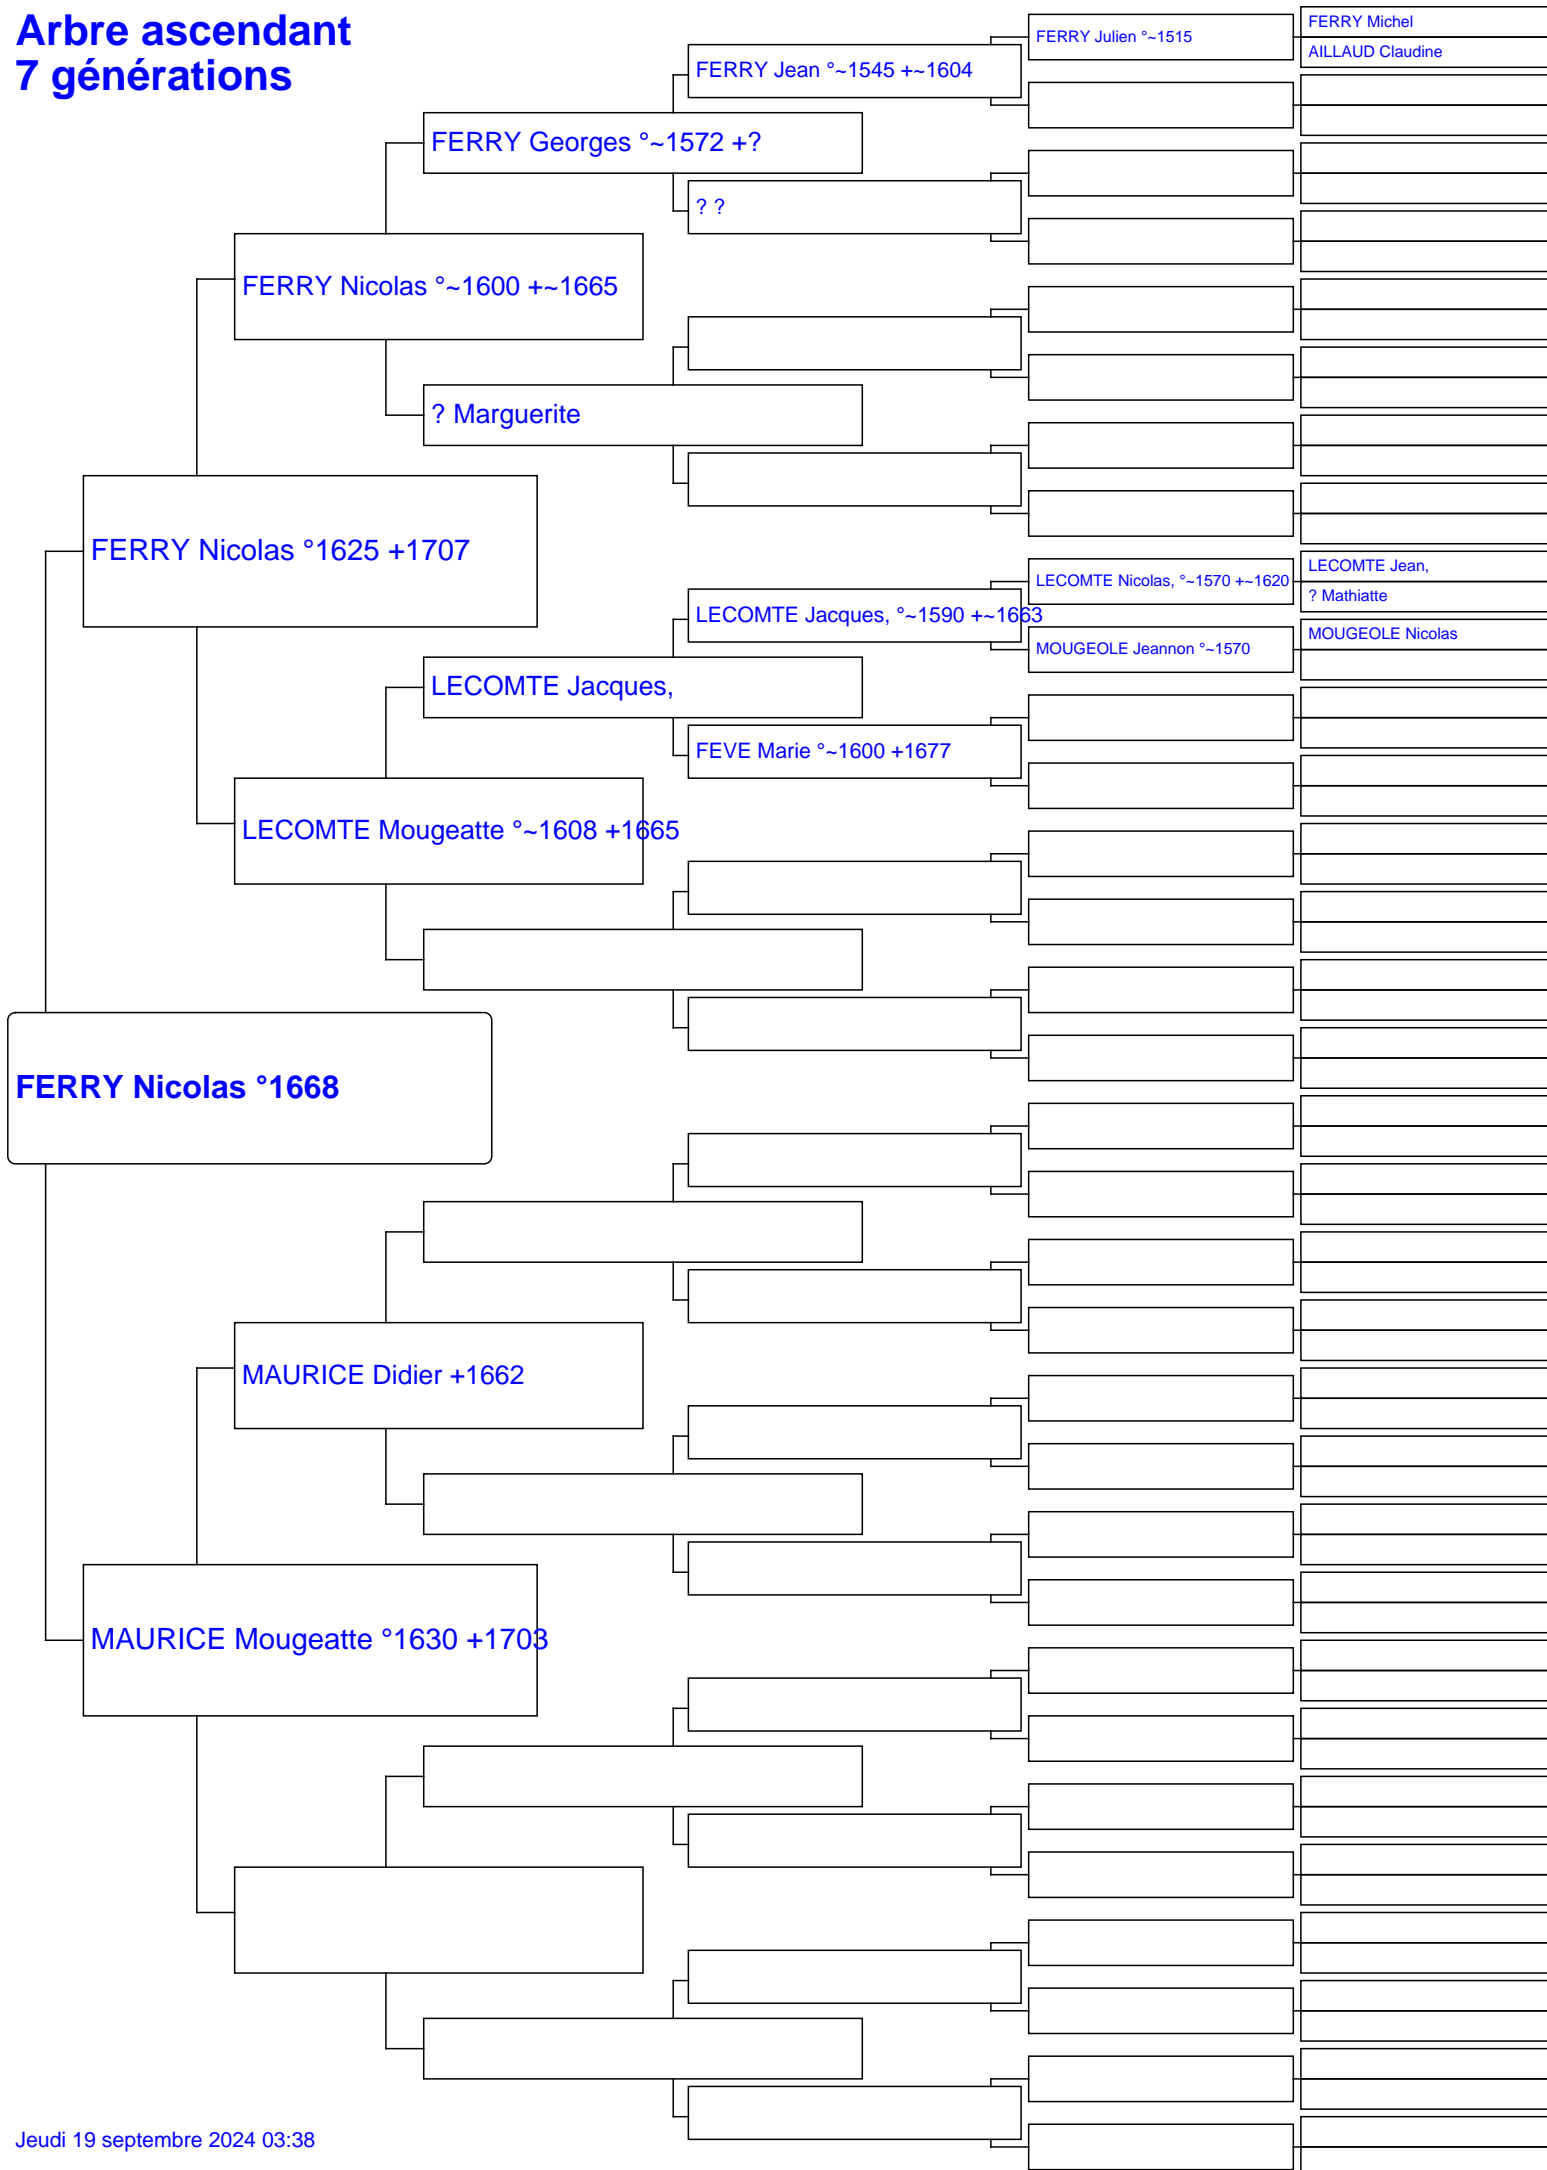 Arbre ascendant
7 générations
FERRY Michel
FERRY Julien °~1515
AILLAUD Claudine
FERRY Jean °~1545 +~1604
FERRY Georges °~1572 +?
? ?
FERRY Nicolas °~1600 +~1665
? Marguerite
FERRY Nicolas °1625 +1707
LECOMTE Jean,
LECOMTE Nicolas, °~1570 +~1620
? Mathiatte
LECOMTE Jacques, °~1590 +~1663
MOUGEOLE Nicolas
MOUGEOLE Jeannon °~1570
LECOMTE Jacques,
FEVE Marie °~1600 +1677
LECOMTE Mougeatte °~1608 +1665
FERRY Nicolas °1668
MAURICE Didier +1662
MAURICE Mougeatte °1630 +1703
Jeudi 19 septembre 2024 03:38